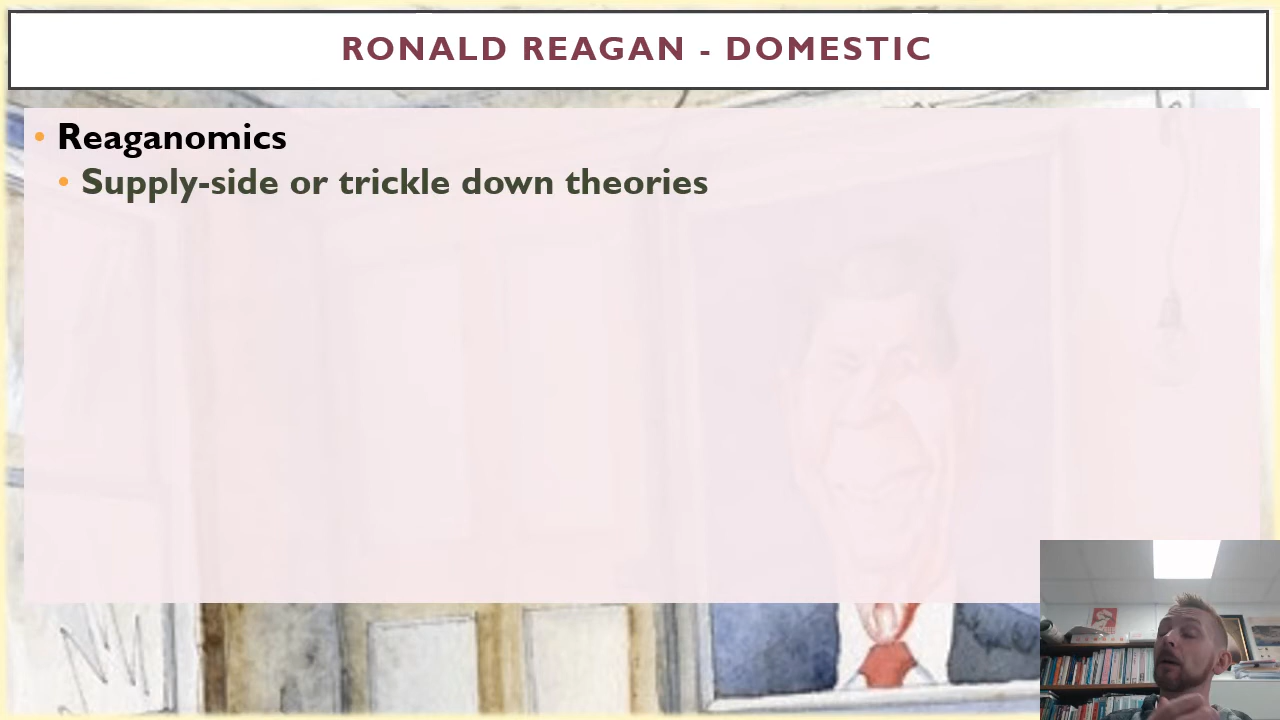 RONALD REAGAN - DOMESTIC
• Reaganomics
• Supply-side or trickle down theories